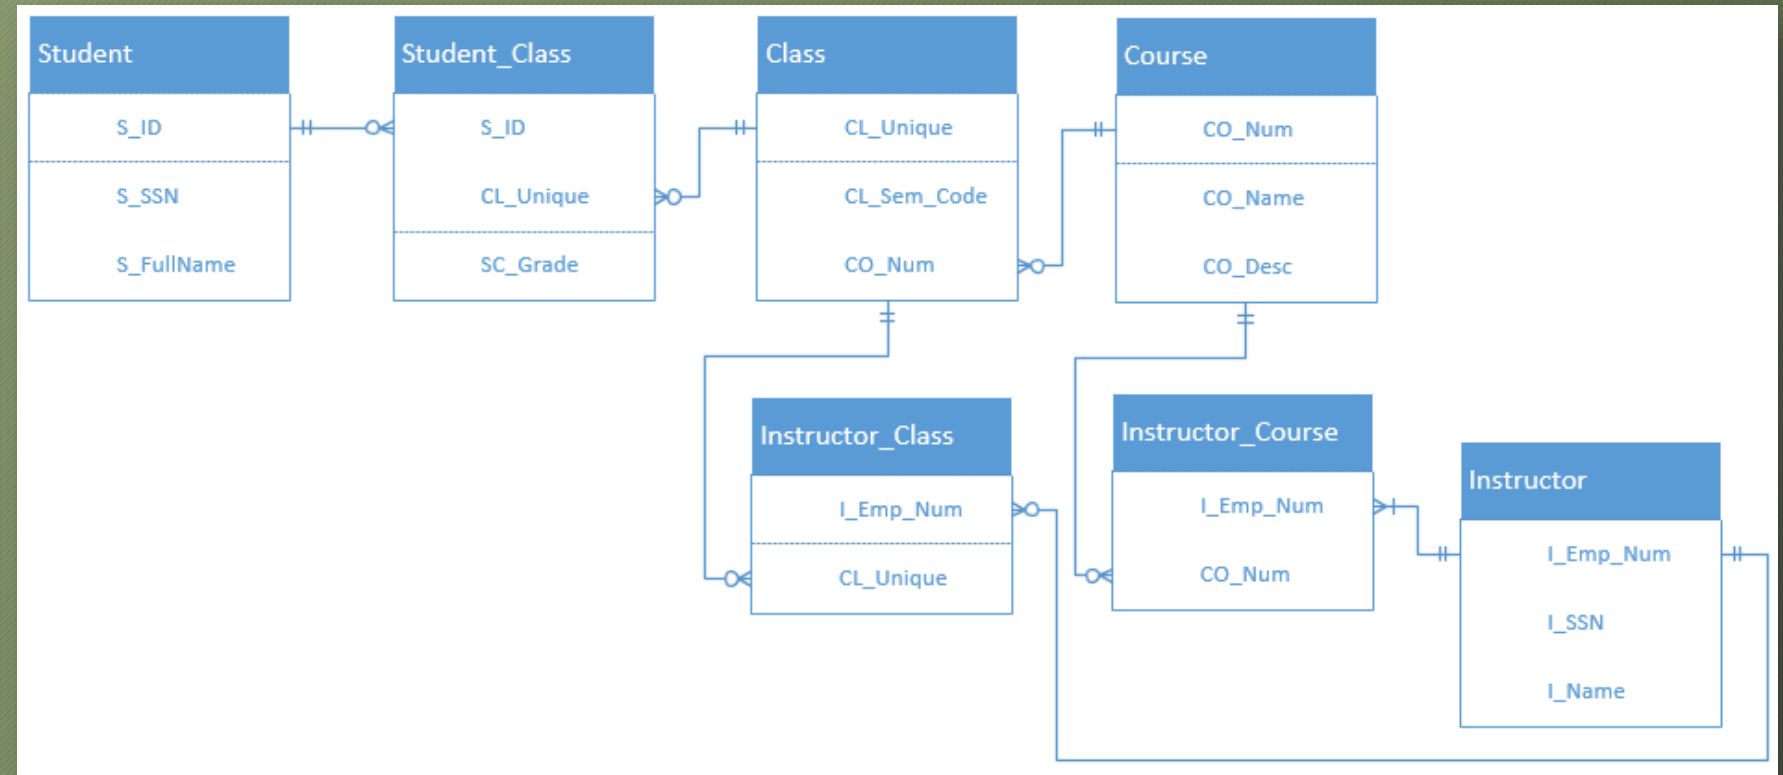 Student
S_ID
S_SSN
S_FullName
Student_Class
S_ID
CL_Unique
SC_Grade
Class
CL_Unique
CL_Sem_Code
CO_Num
Course
CO_Num
CO_Name
CO_Desc
Instructor_Class
I_Emp_Num
CL_Unique
Instructor_Course
I_Emp_Num
CO_Num
Instructor
I_Emp_Num
I_SSN
I_Name